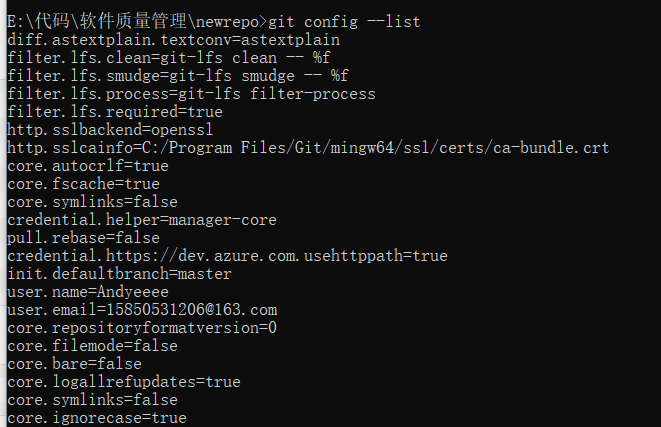 E:\代码\软件质量管理\newrepo>git config --list
diff.astextplain.textconv=astextplain
filter.lfs.clean=git-lfs clean -- %f
filter.lfs.smudge=git-lfs smudge -- %f
filter.lfs.process=git-lfs filter-process
filter.lfs.required=true
http.sslbackend=openssl
http.sslcainfo=C:/Program Files/Git/mingw64/ssl/certs/ca-bundle.crt
core.autocrlf=true
core.fscache=true
core.symlinks=false
credential.helper=manager-core
pull.rebase=false
credential.https://dev.azure.com.usehttppath=true
init.defaultbranch=master
user.name=Andyeeee
user.email=15850531206@163.com
core.repositoryformatversion=0
core.filemode=false
core.bare=false
core.logallrefupdates=true
core.symlinks=false
core.ignorecase=true